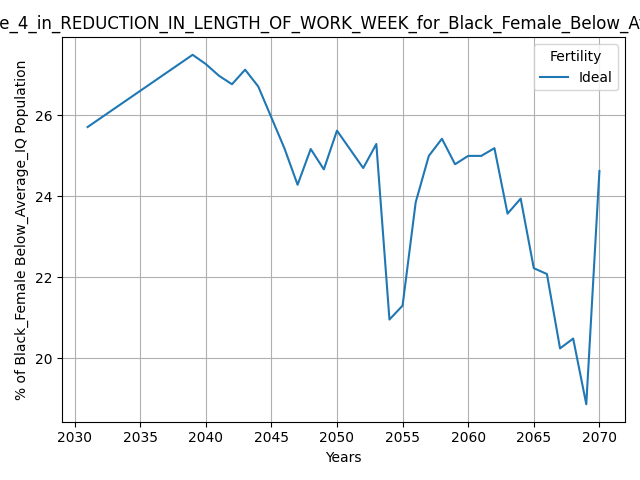 e_4_in_REDUCTION_IN_LENGTH_OF_WORK_WEEK_for_Black_Female_Below_A
% of Black_Female Below_Average_IQ Population
26
24
22
20
Fertility
Ideal
2030 2035 2040 2045 2050 2055 2060 2065 2070
Years